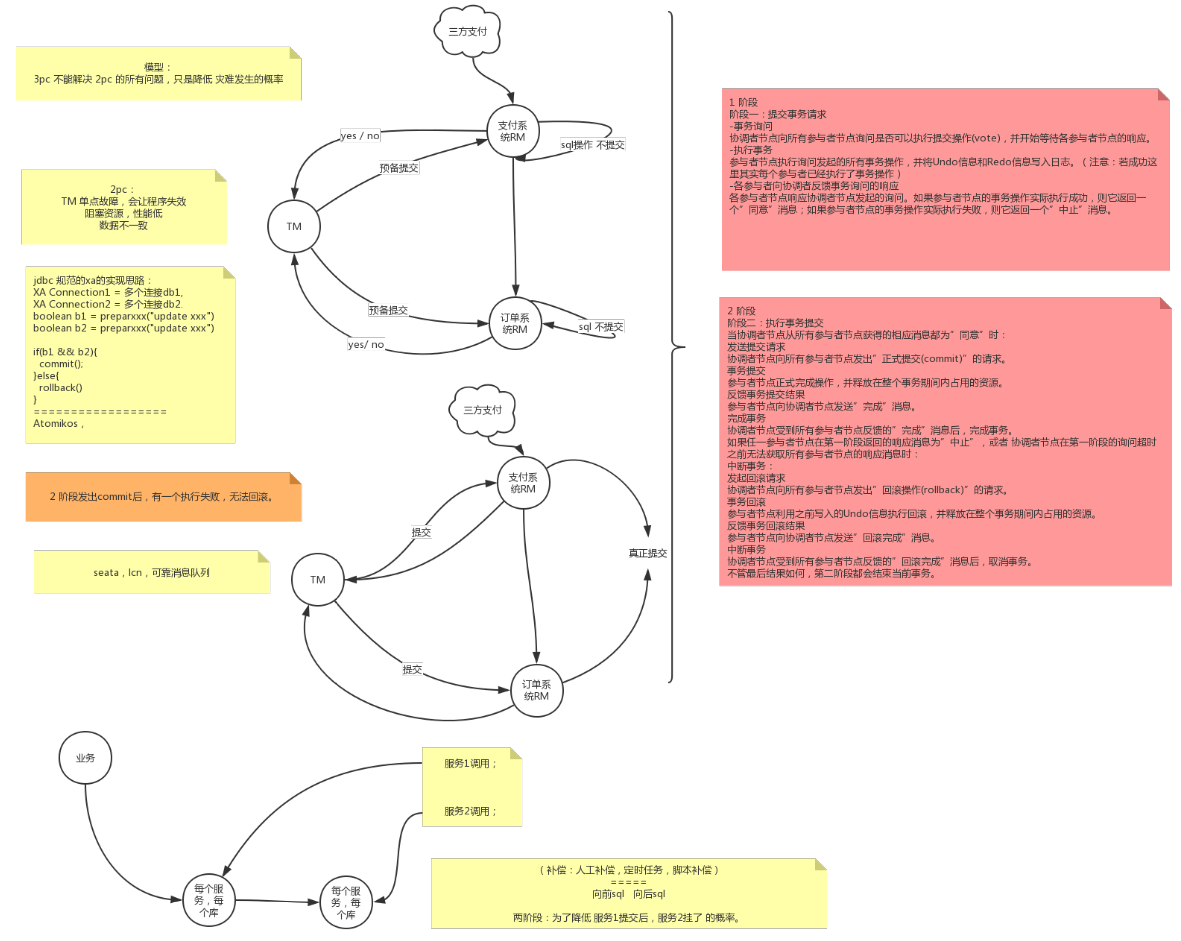 三方支付
模型：
3pc 不能解决 2pc 的所有问题，只是降低 灾难发生的概率
yes / no
支付系
统RM
sql操作 不提交
预备提交
2pc：
TM 单点故障，会让程序失效
阻塞资源，性能低
数据不一致
TM
预备提交
订单系
统RM
sql 不提交
yes/ no
jdbc 规范的xa的实现思路：
XA Connection1 = 多个连接db1,
XA Connection2 = 多个连接db2.
boolean b1 = preparxxx("update xxx")
boolean b2 = preparxxx("update xxx")
if(b1 && b2){
commit();
}else{
rollback()
}
==================
Atomikos，
三方支付
支付系
统RM
2 阶段发出commit后，有一个执行失败，无法回滚。
提交
真正提交
seata，lcn，可靠消息队列
TM
提交
订单系
统RM
1 阶段
阶段一：提交事务请求
-事务询问
协调者节点向所有参与者节点询问是否可以执行提交操作(vote)，并开始等待各参与者节点的响应。
-执行事务
参与者节点执行询问发起的所有事务操作，并将Undo信息和Redo信息写入日志。（注意：若成功这
里其实每个参与者已经执行了事务操作）
-各参与者向协调者反馈事务询问的响应
各参与者节点响应协调者节点发起的询问。如果参与者节点的事务操作实际执行成功，则它返回一
个”同意”消息；如果参与者节点的事务操作实际执行失败，则它返回一个”中止”消息。
2 阶段
阶段二：执行事务提交
当协调者节点从所有参与者节点获得的相应消息都为”同意”时：
发送提交请求
协调者节点向所有参与者节点发出”正式提交(commit)”的请求。
事务提交
参与者节点正式完成操作，并释放在整个事务期间内占用的资源。
反馈事务提交结果
参与者节点向协调者节点发送”完成”消息。
完成事务
协调者节点受到所有参与者节点反馈的”完成”消息后，完成事务。
如果任一参与者节点在第一阶段返回的响应消息为”中止”，或者 协调者节点在第一阶段的询问超时
之前无法获取所有参与者节点的响应消息时：
中断事务：
发起回滚请求
协调者节点向所有参与者节点发出”回滚操作(rollback)”的请求。
事务回滚
参与者节点利用之前写入的Undo信息执行回滚，并释放在整个事务期间内占用的资源。
反馈事务回滚结果
参与者节点向协调者节点发送”回滚完成”消息。
中断事务
协调者节点受到所有参与者节点反馈的”回滚完成”消息后，取消事务。
不管最后结果如何，第二阶段都会结束当前事务。
业务
服务1调用；
服务2调用；
每个服
务，每
个库
每个服
务，每
个库
（补偿：人工补偿，定时任务，脚本补偿）
=====
向前sql 向后sql
两阶段：为了降低 服务1提交后，服务2挂了 的概率。